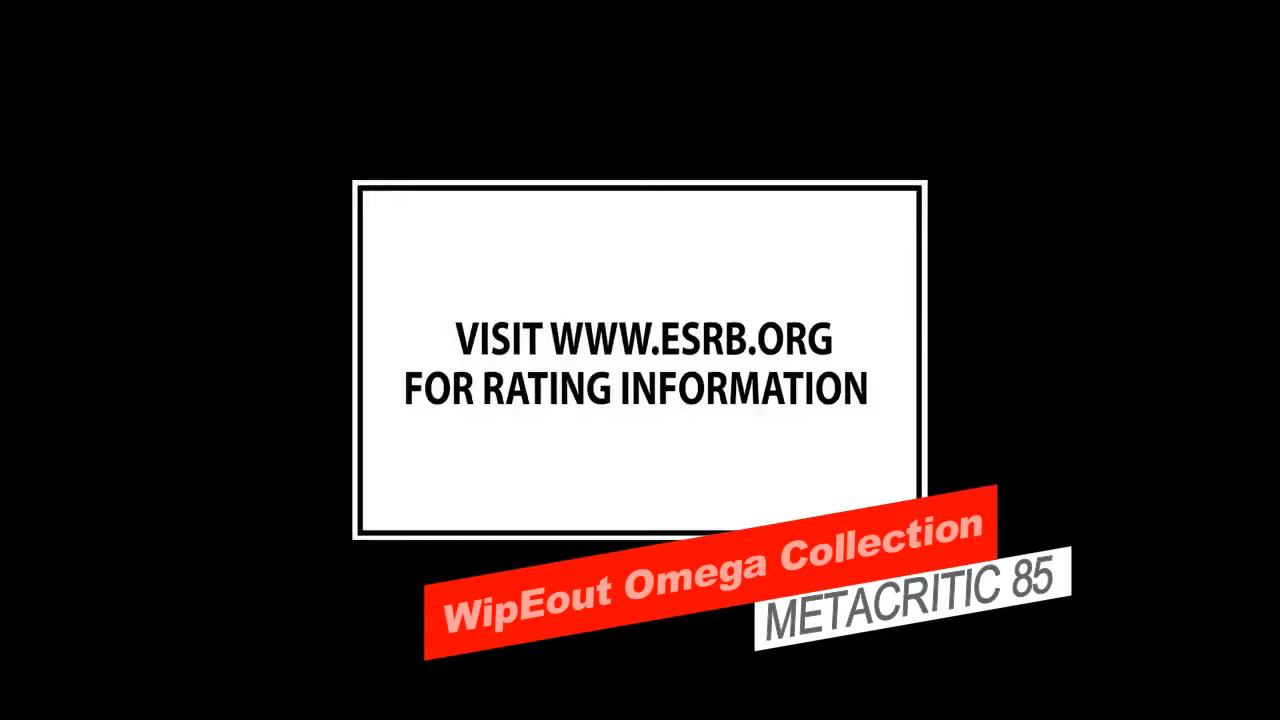 VISIT WWW.ESRB.ORG
FOR RATING INFORMATION
WipEout Omega Collection
METACRITIC 85